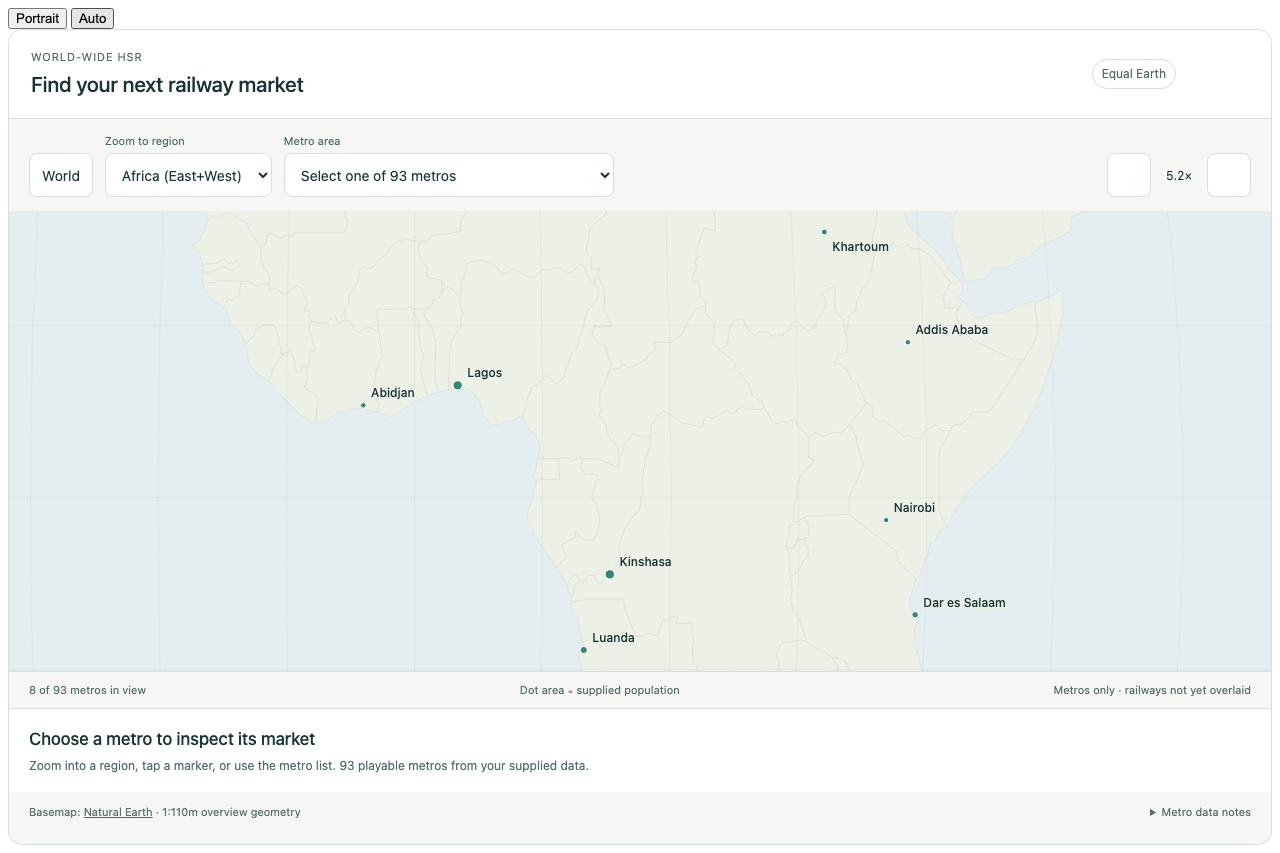 Portrait
Auto
WORLD-WIDE HSR
Find your next railway market
Equal Earth
Zoom to region
Metro area
World
Africa (East+West)
Select one of 93 metros
5.2×
Khartoum
Addis Ababa
Lagos
Abidjan
Nairobi
Kinshasa
Dar es Salaam
Luanda
8 of 93 metros in view
Dot area ∝ supplied population
Metros only · railways not yet overlaid
Choose a metro to inspect its market
Zoom into a region, tap a marker, or use the metro list. 93 playable metros from your supplied data.
Basemap: Natural Earth · 1:110m overview geometry
▶ Metro data notes